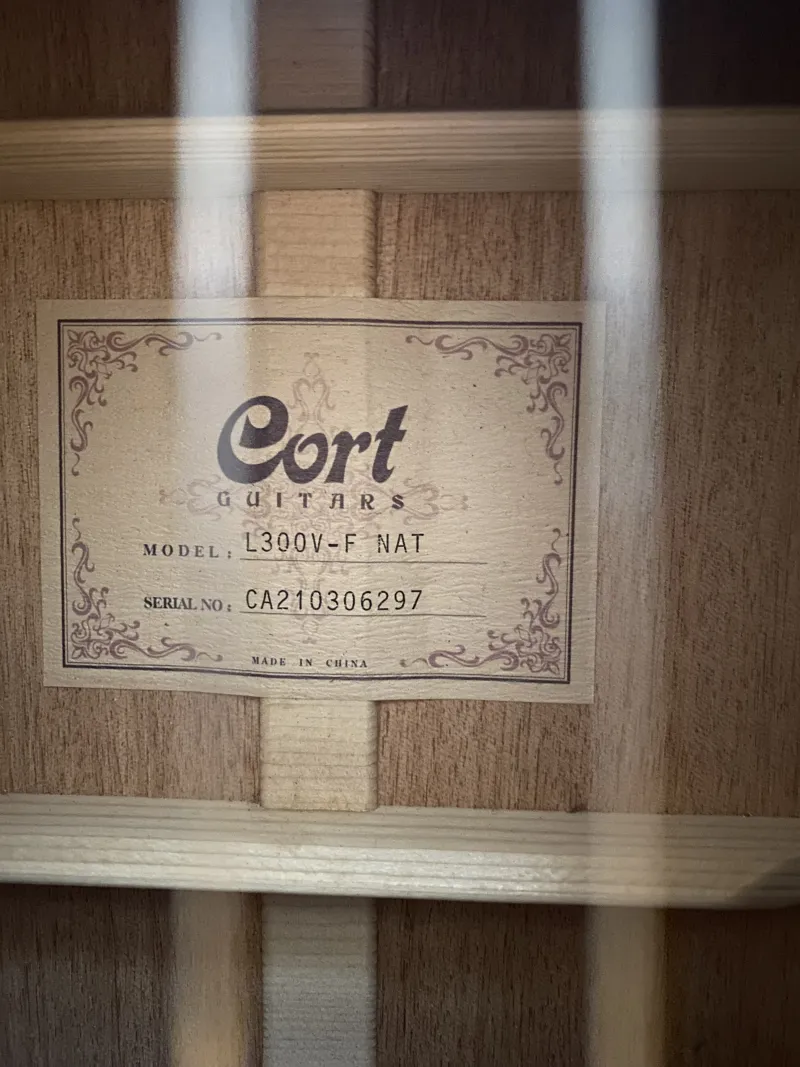 Cort
GUITARS
MODEL: L300V-F NAT
SERIAL NO: CA210306297
MADE IN CHINA